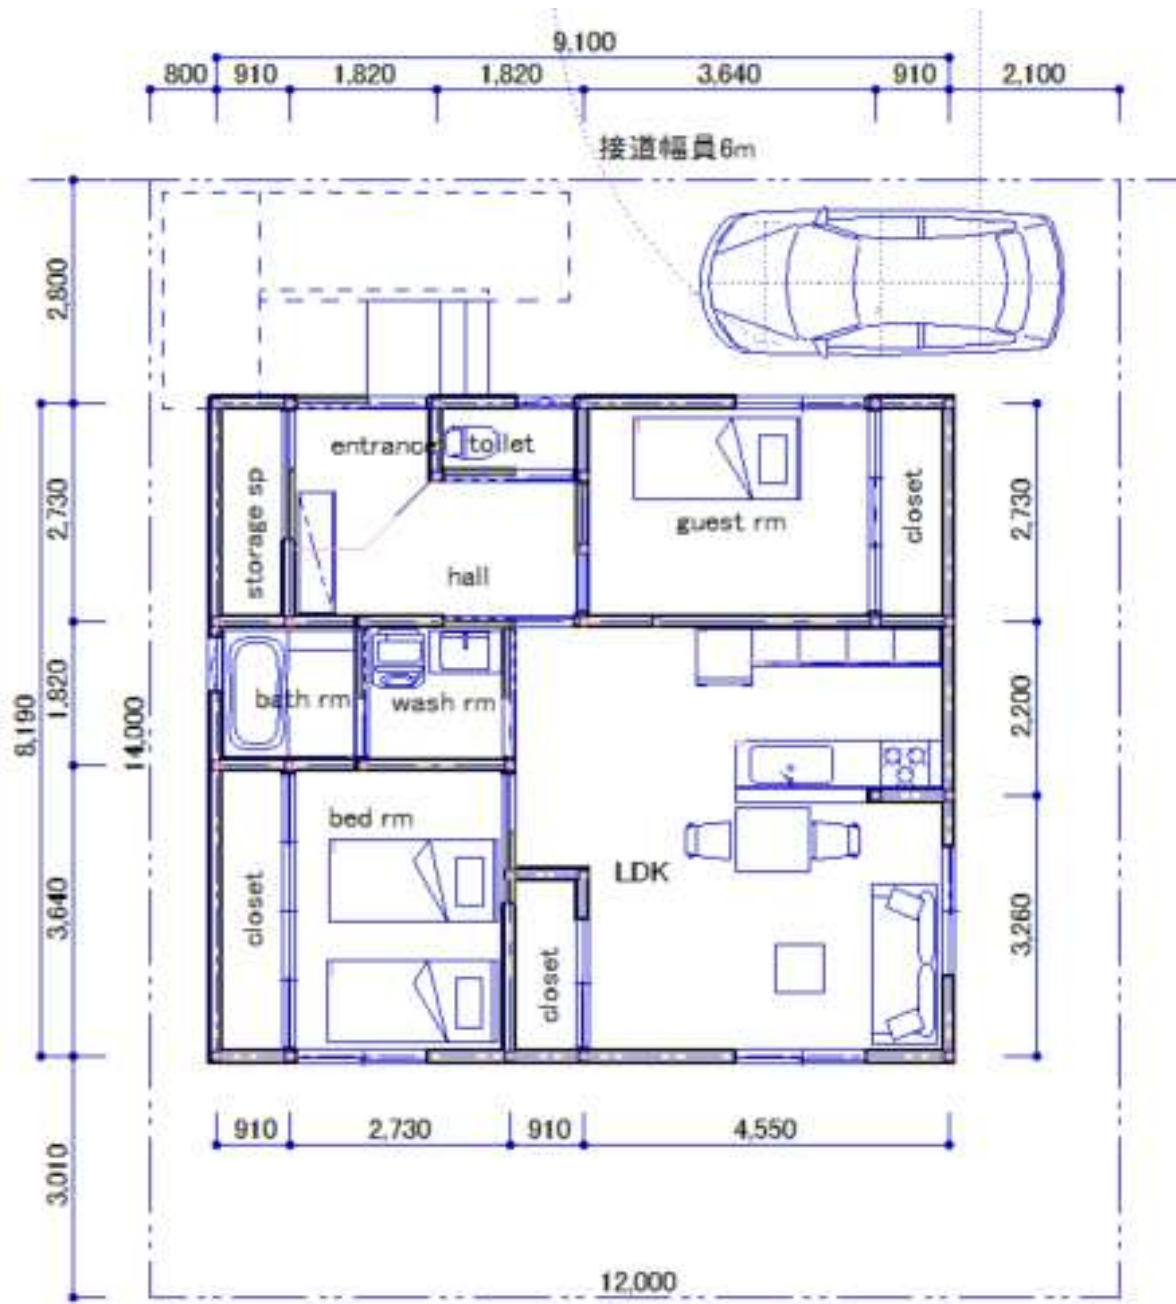 9,100
800 910 1,820 1,820 3,640 910 2,100
接道幅員6m
2,800
entrance toilet
storage sp
guest rm
closet
hall
2,730
2,730
bath rm wash rm
1,820
2,200
8,190
14,000
bed rm
LDK
closet
closet
3,640
3,260
910 2,730 910 4,550
3,010
12,000